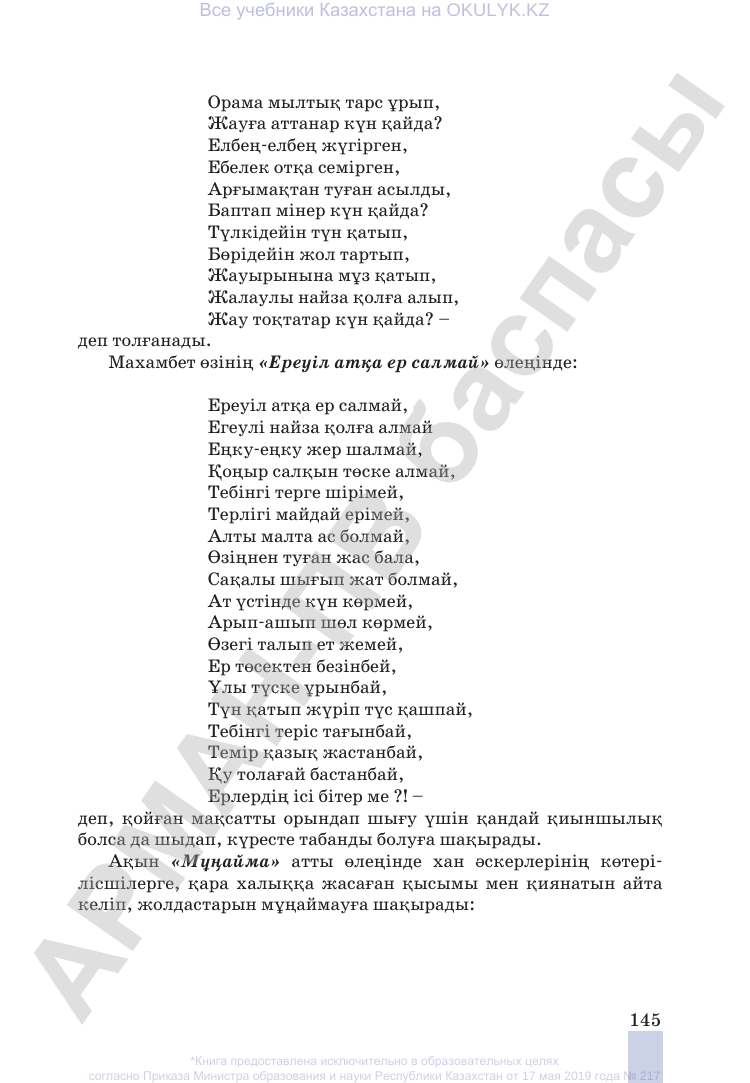 Все учебники Казахстана на OKULYK.KZ
Орама мылтық тарс ұрып,
Жауға аттанар күн қайда?
Елбең-елбең жүгірген,
Ебелек отқа семірген,
Арғымақтан туған асылды,
Баптап мінер күн қайда?
Түлкідейін түн қатып,
Бөрідейін жол тартып,
Жауырынына мұз қатып,
Жалаулы найза қолға алып,
Жау тоқтатар күн қайда? –
деп толғанады.
Махамбет өзінің «Ереуіл атқа ер салмай» өлеңінде:
Ереуіл атқа ер салмай,
Егеулі найза қолға алмай
Еңку-еңку жер шалмай,
Қоңыр салқын төске алмай,
Тебінгі терге шірімей,
Терлігі майдай ерімей,
Алты малта ас болмай,
Өзіңнен туған жас бала,
Сақалы шығып жат болмай,
Ат үстінде күн көрмей,
Арып-ашып шөл көрмей,
Өзегі талып ет жемей,
Ер төсектен безінбей,
Ұлы түске ұрынбай,
Түн қатып жүріп түс қашпай,
Тебінгі теріс тағынбай,
Темір қазық жастанбай,
Қу толағай бастанбай,
Ерлердің ісі бітер ме ?! –
деп, қойған мақсатты орындап шығу үшін қандай қиыншылық
болса да шыдап, күресте табанды болуға шақырады.
Ақын «Мұңайма» атты өлеңінде хан әскерлерінің көтері-
лісшілерге, қара халыққа жасаған қысымы мен қиянатын айта
келіп, жолдастарын мұңаймауға шақырады:
АРМАН-ПВ баспасы
145
*Книга предоставлена исключительно в образовательных целях
согласно Приказа Министра образования и науки Республики Казахстан от 17 мая 2019 года № 217